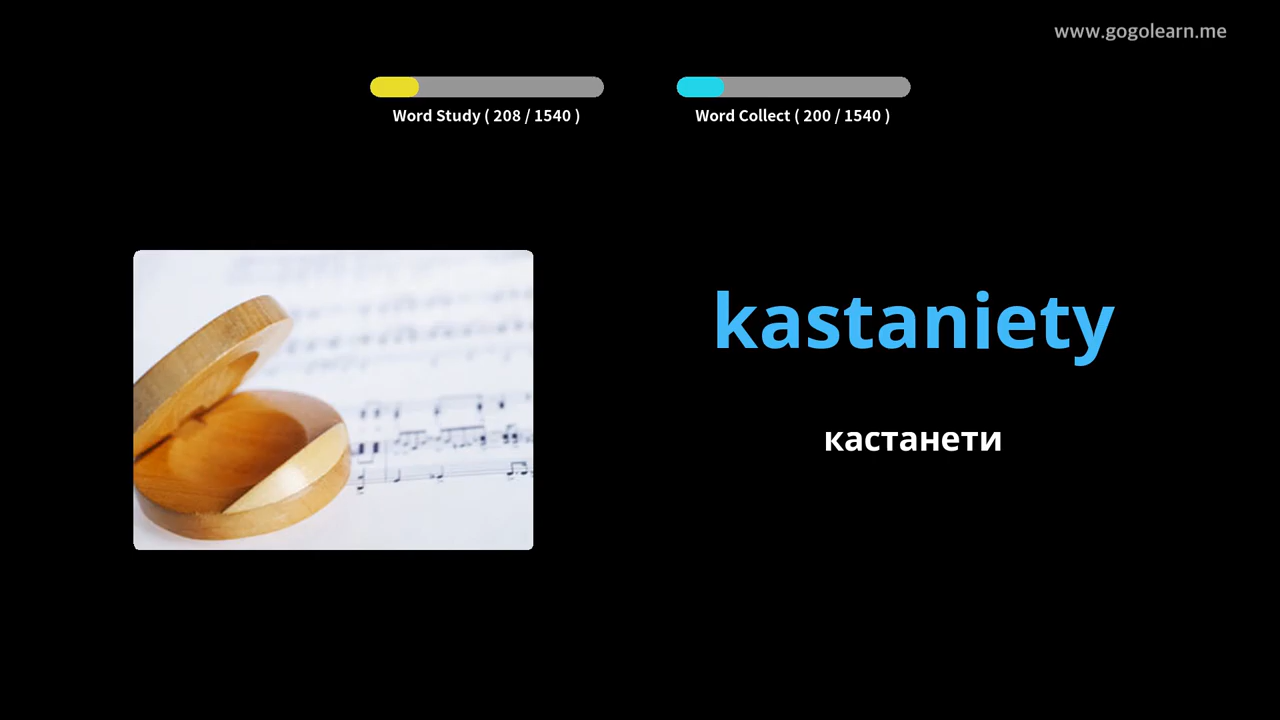 www.gogolearn.me
Word Study ( 208 / 1540 )
Word Collect ( 200 / 1540 )
kastaniety
кастанети